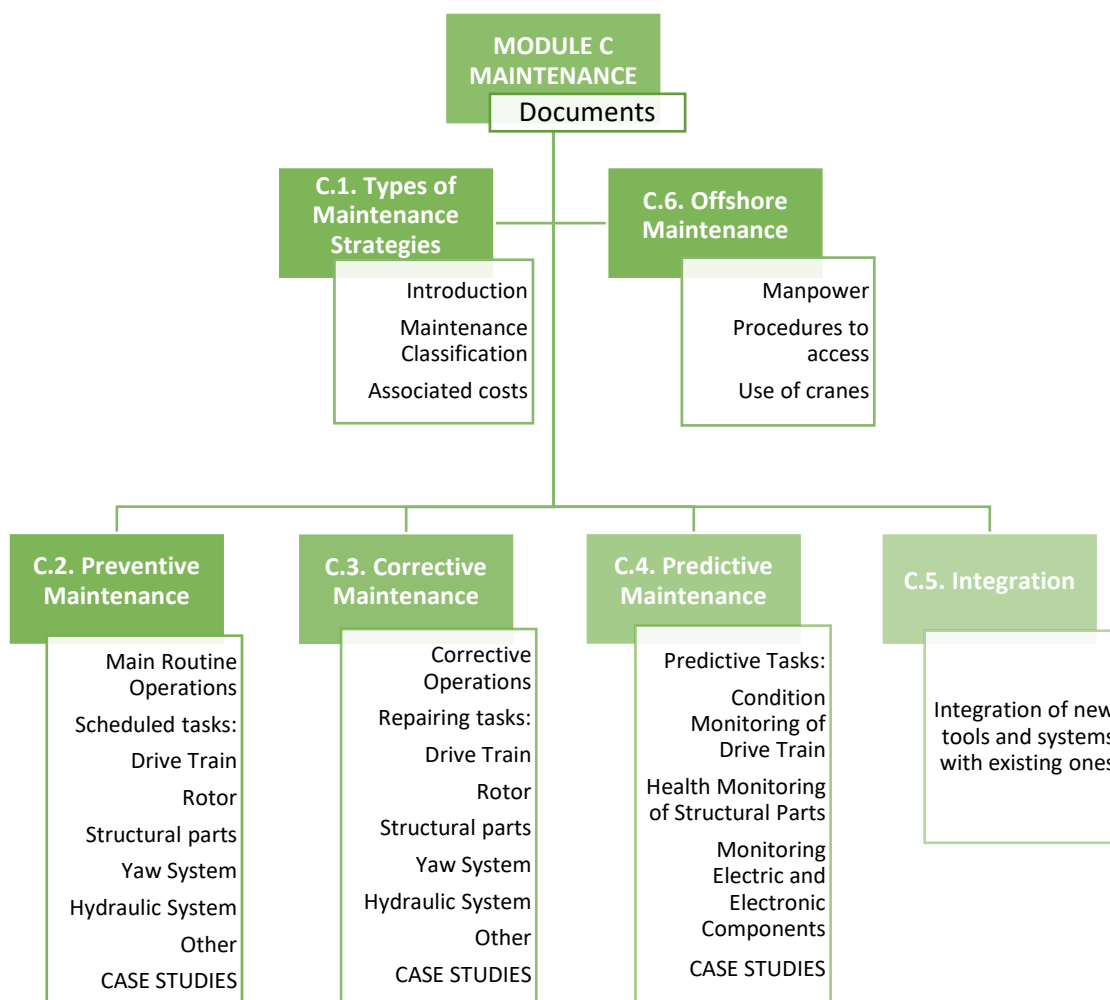 MODULE C
MAINTENANCE
Documents
C.1. Types of
Maintenance
Strategies
Introduction
Maintenance
Classification
Associated costs
C.6. Offshore
Maintenance
Manpower
Procedures to
access
Use of cranes
C.2. Preventive
Maintenance
Main Routine
Operations
Scheduled tasks:
Drive Train
Rotor
Structural parts
Yaw System
Hydraulic System
Other
CASE STUDIES
C.3. Corrective
Maintenance
Corrective
Operations
Repairing tasks:
Drive Train
Rotor
Structural parts
Yaw System
Hydraulic System
Other
CASE STUDIES
C.4. Predictive
Maintenance
Predictive Tasks:
Condition
Monitoring of
Drive Train
Health Monitoring
of Structural Parts
Monitoring
Electric and
Electronic
Components
CASE STUDIES
C.5. Integration
Integration of new
tools and systems
with existing ones